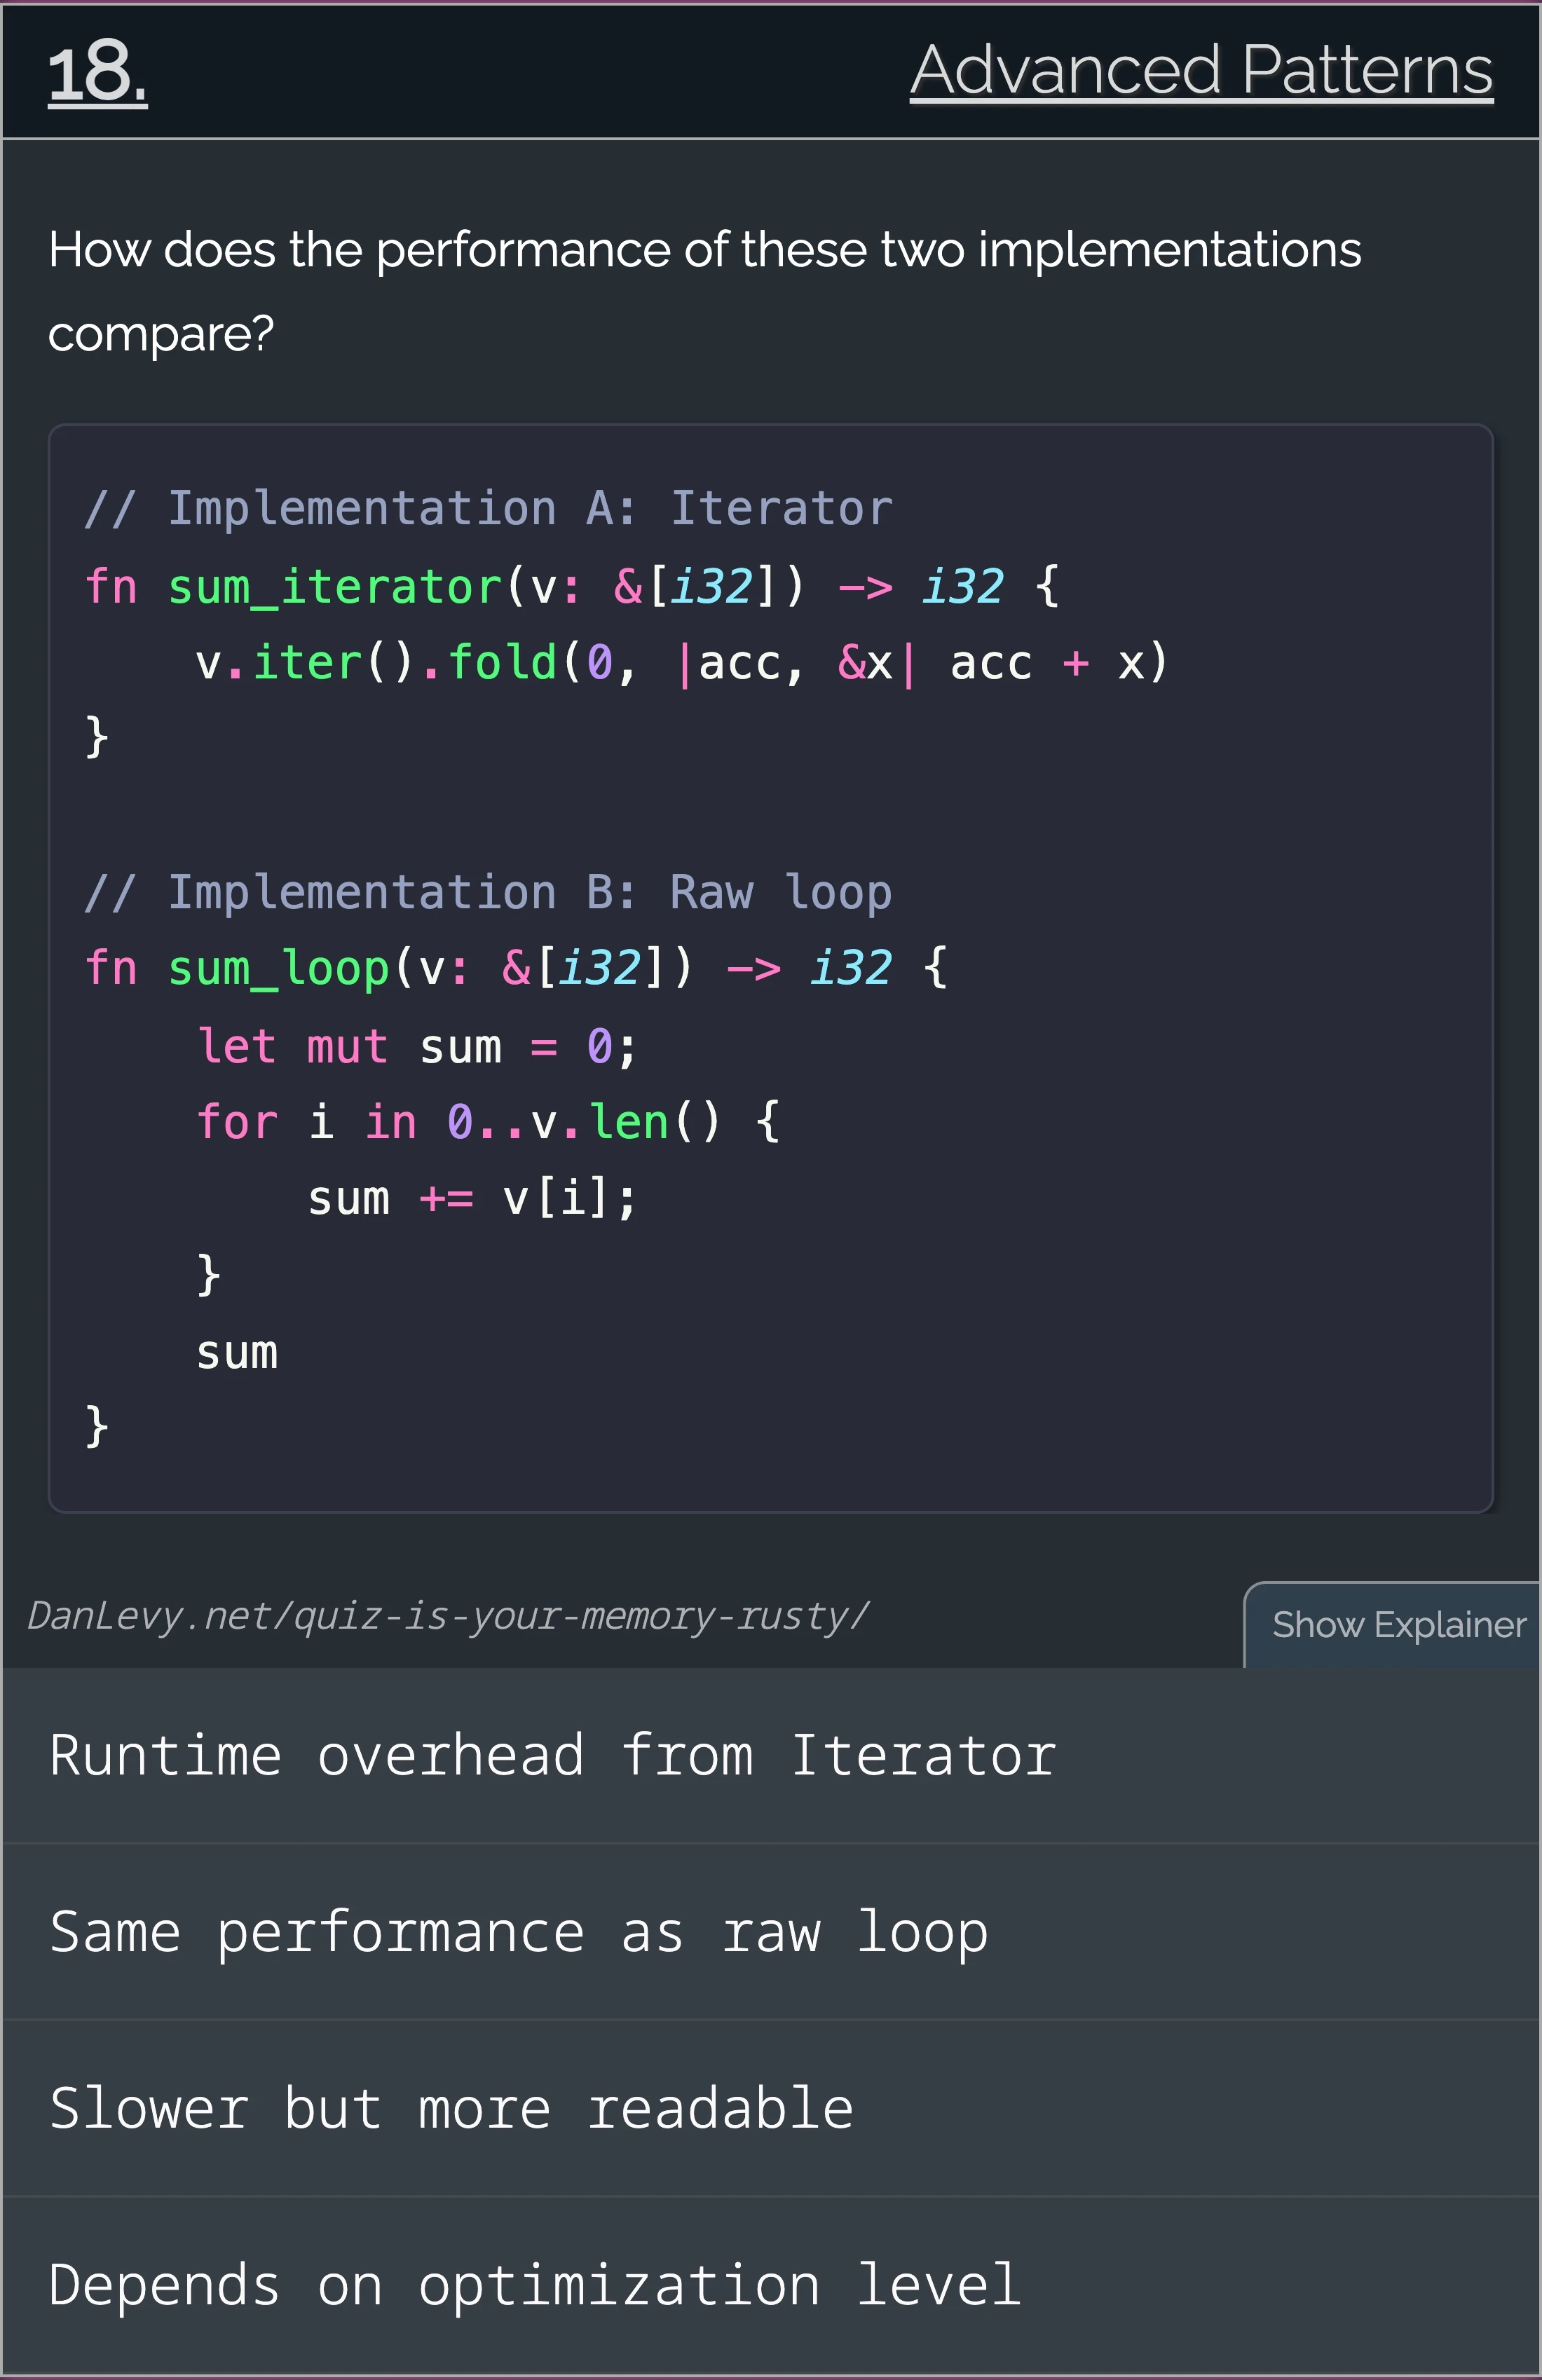 18.
Advanced Patterns
How does the performance of these two implementations
compare?
// Implementation A: Iterator
fn sum_iterator(v: &[i32]) -> i32 {
    v.iter().fold(0, |acc, &x| acc + x)
}
// Implementation B: Raw loop
fn sum_loop(v: &[i32]) -> i32 {
    let mut sum = 0;
    for i in 0..v.len() {
        sum += v[i];
    }
    sum
}
DanLevy.net/quiz-is-your-memory-rusty/
Show Explainer
Runtime overhead from Iterator
Same performance as raw loop
Slower but more readable
Depends on optimization level